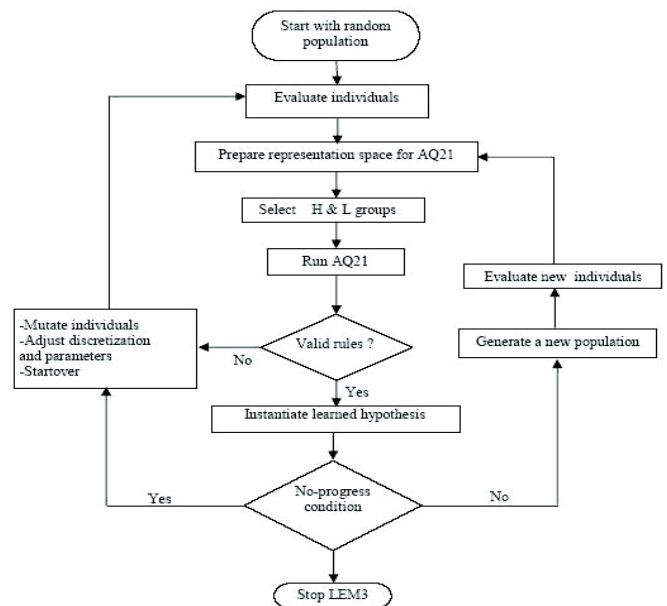 Start with random
population
Evaluate individuals
Prepare representation space for AQ21
Select H & L groups
Run AQ21
Evaluate new individuals
-Mutate individuals
-Adjust discretization
and parameters
-Startover
Valid rules ?
Generate a new population
No
Yes
Instantiate learned hypothesis
No-progress
condition
Yes
No
Stop LEM3